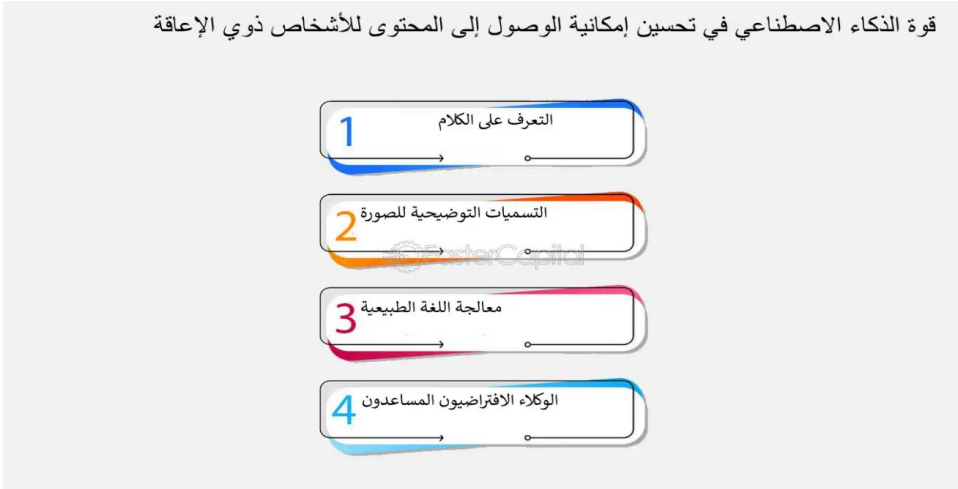 قوة الذكاء الاصطناعي في تحسين إمكانية الوصول إلى المحتوى للأشخاص ذوي الإعاقة
1 التعرف على الكلام
2 التسميات التوضيحية للصورة
FasterCapital
3 معالجة اللغة الطبيعية
4 الوكلاء الافتراضيون المساعدون